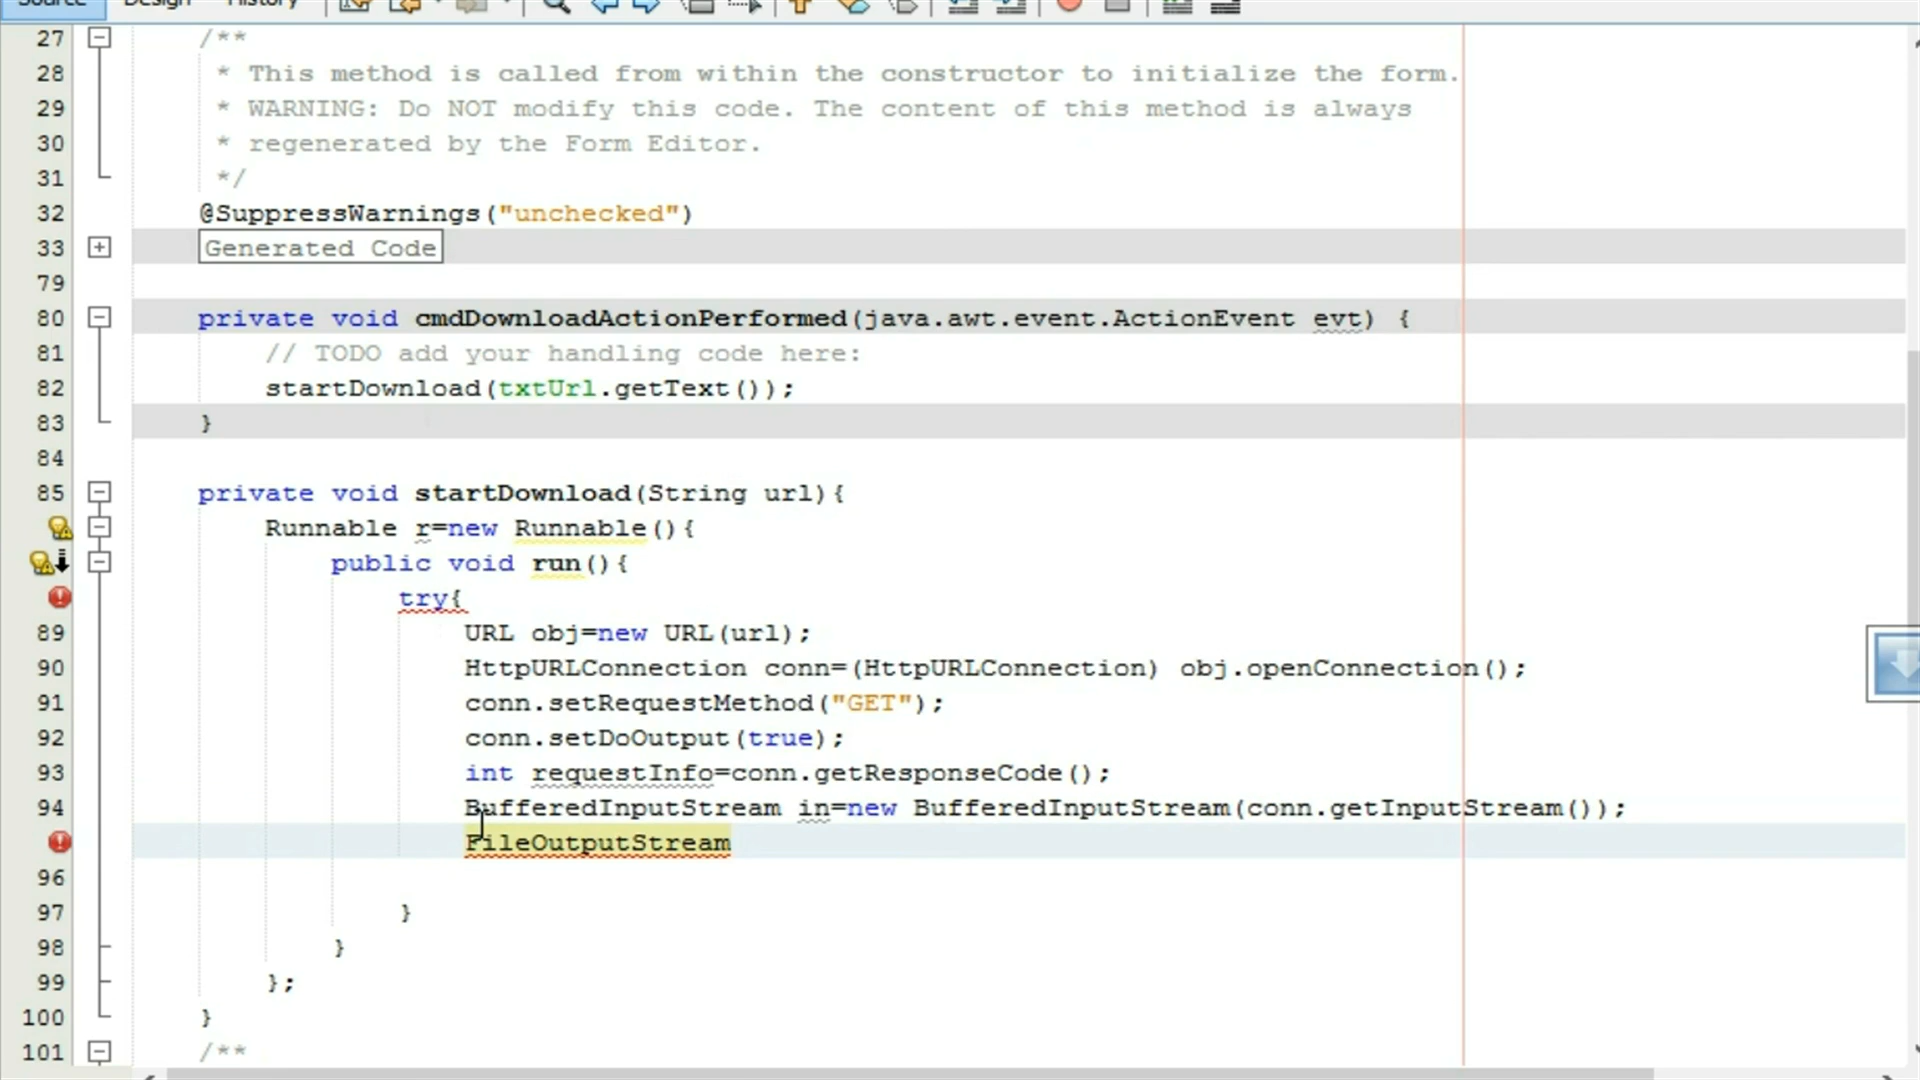 Source Design History
27 /**
28 * This method is called from within the constructor to initialize the form.
29 * WARNING: Do NOT modify this code. The content of this method is always
30 * regenerated by the Form Editor.
31 */
32 @SuppressWarnings("unchecked")
33 Generated Code
79
80 private void cmdDownloadActionPerformed(java.awt.event.ActionEvent evt) {
81 // TODO add your handling code here:
82 startDownload(txtUrl.getText());
83 }
84
85 private void startDownload(String url){
Runnable r=new Runnable(){
public void run(){
try{
89 URL obj=new URL(url);
90 HttpURLConnection conn=(HttpURLConnection) obj.openConnection();
91 conn.setRequestMethod("GET");
92 conn.setDoOutput(true);
93 int requestInfo=conn.getResponseCode();
94 BufferedInputStream in=new BufferedInputStream(conn.getInputStream());
FileOutputStream
96
97 }
98 }
99 };
100 }
101 /**